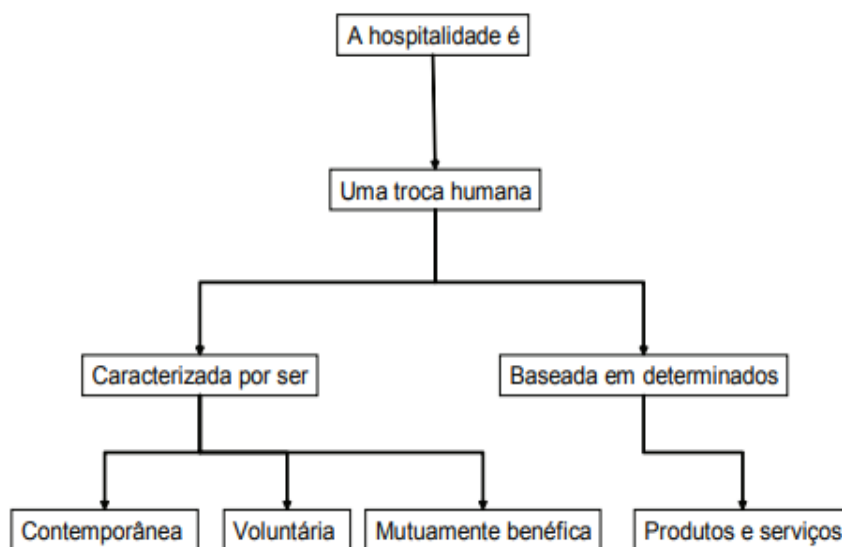 A hospitalidade é
Uma troca humana
Caracterizada por ser
Baseada em determinados
Contemporânea
Voluntária
Mutuamente benéfica
Produtos e serviços